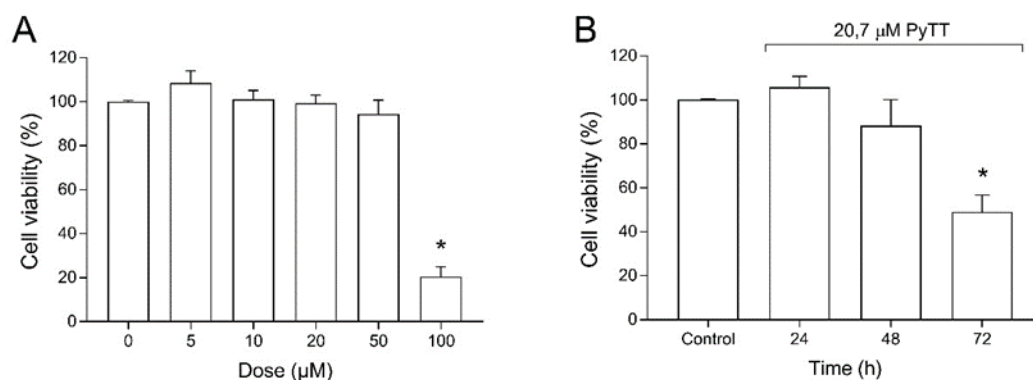 A
Cell viability (%)
120
100
80
60
40
20
0
*
0 5 10 20 50 100
Dose (µM)
B
20,7 µM PyTT
Cell viability (%)
120
100
80
60
40
20
0
*
Control 24 48 72
Time (h)